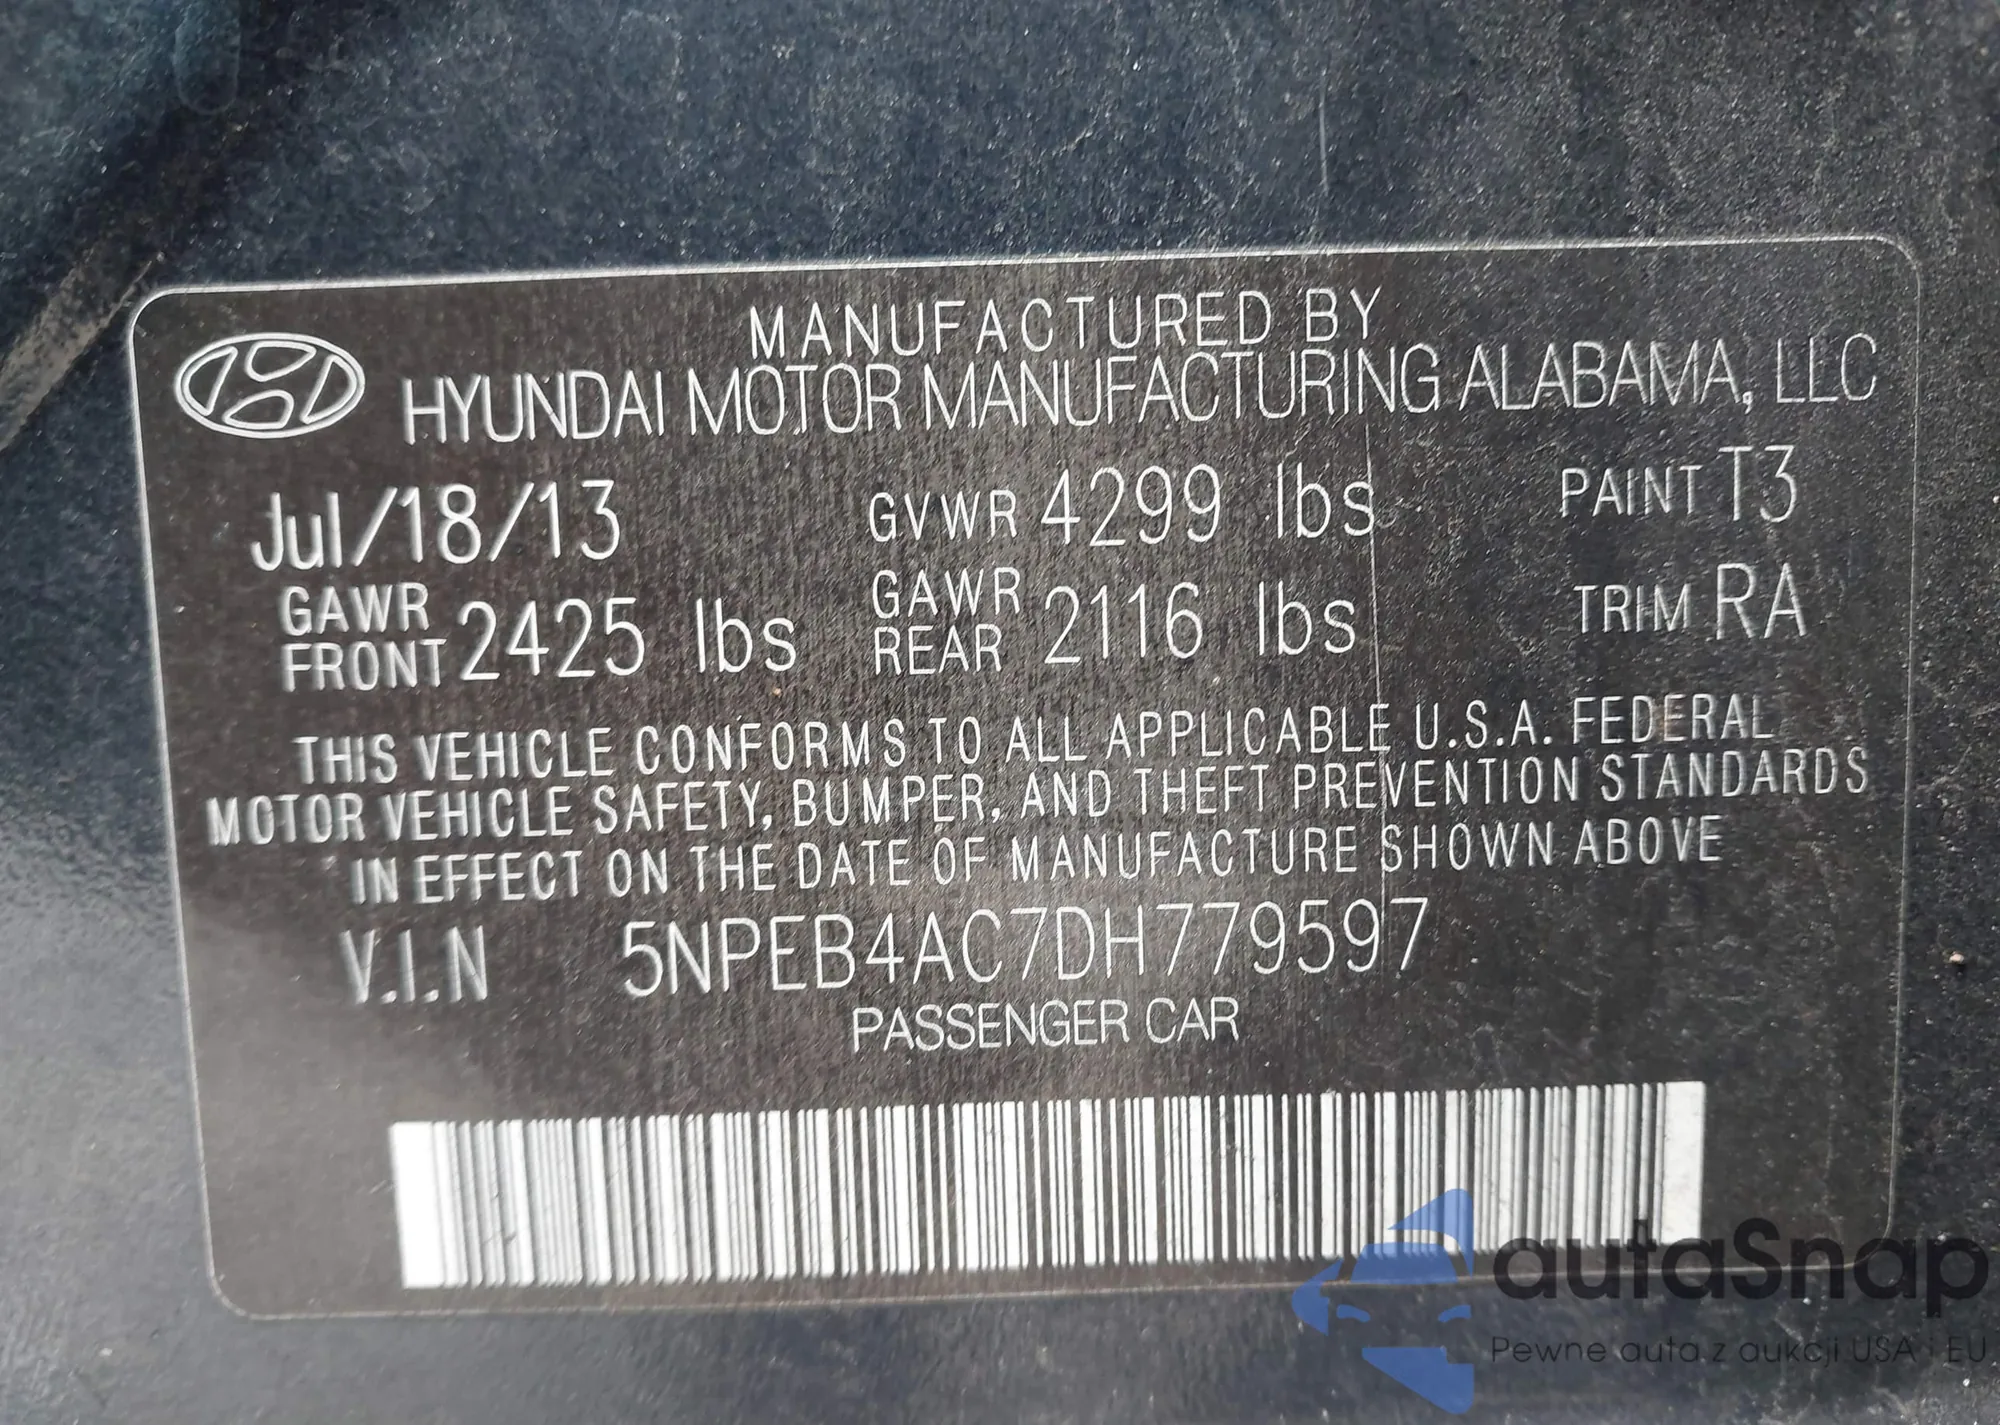 MANUFACTURED BY
HYUNDAI MOTOR MANUFACTURING ALABAMA, LLC
Jul/18/13 GVWR 4299 lbs PAINT T3
GAWR FRONT 2425 lbs GAWR REAR 2116 lbs TRIM RA
THIS VEHICLE CONFORMS TO ALL APPLICABLE U.S.A. FEDERAL
MOTOR VEHICLE SAFETY, BUMPER, AND THEFT PREVENTION STANDARDS
IN EFFECT ON THE DATE OF MANUFACTURE SHOWN ABOVE
V.I.N 5NPEB4AC7DH779597
PASSENGER CAR
autaSnap
Pewne auta z aukcji USA i EU